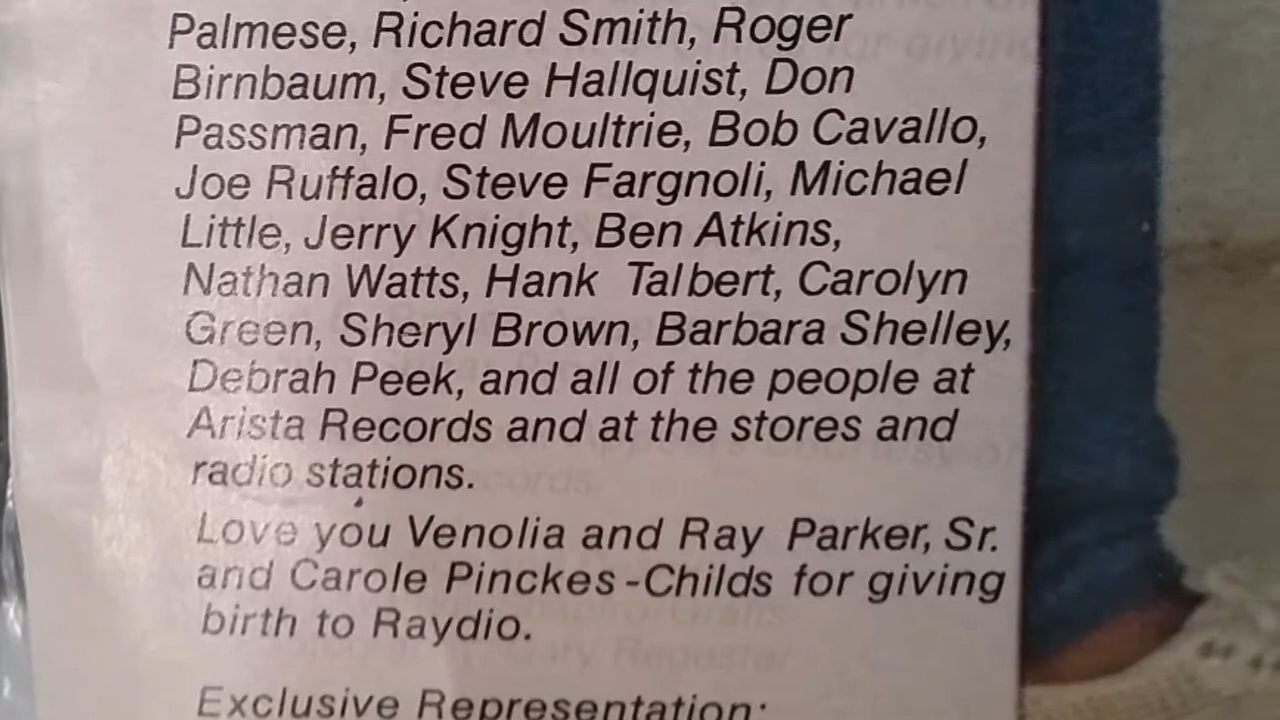 Palmese, Richard Smith, Roger
Birnbaum, Steve Hallquist, Don
Passman, Fred Moultrie, Bob Cavallo,
Joe Ruffalo, Steve Fargnoli, Michael
Little, Jerry Knight, Ben Atkins,
Nathan Watts, Hank Talbert, Carolyn
Green, Sheryl Brown, Barbara Shelley,
Debrah Peek, and all of the people at
Arista Records and at the stores and
radio stations.
Love you Venolia and Ray Parker, Sr.
and Carole Pinckes-Childs for giving
birth to Raydio.
Exclusive Representation: